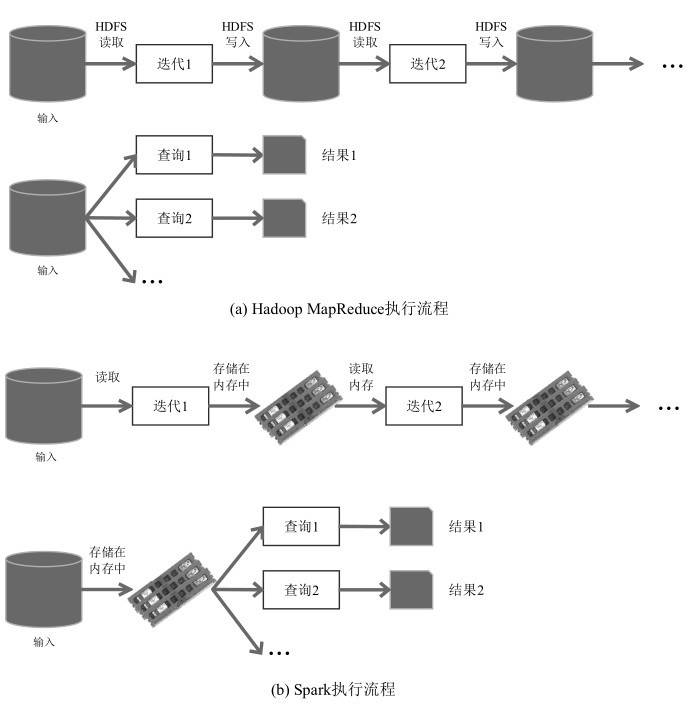 HDFS
读取
HDFS
写入
HDFS
读取
HDFS
写入
迭代1
迭代2
...
输入
查询1
结果1
查询2
结果2
输入
...
(a) Hadoop MapReduce执行流程
读取
存储在
内存中
读取
内存
存储在
内存中
迭代1
迭代2
...
输入
查询1
结果1
存储在
内存中
查询2
结果2
输入
...
(b) Spark执行流程